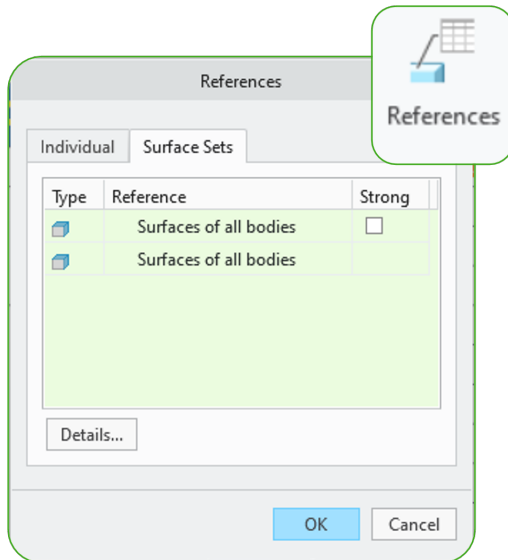 References
References
Individual Surface Sets
Type Reference Strong
Surfaces of all bodies
Surfaces of all bodies
Details...
OK Cancel